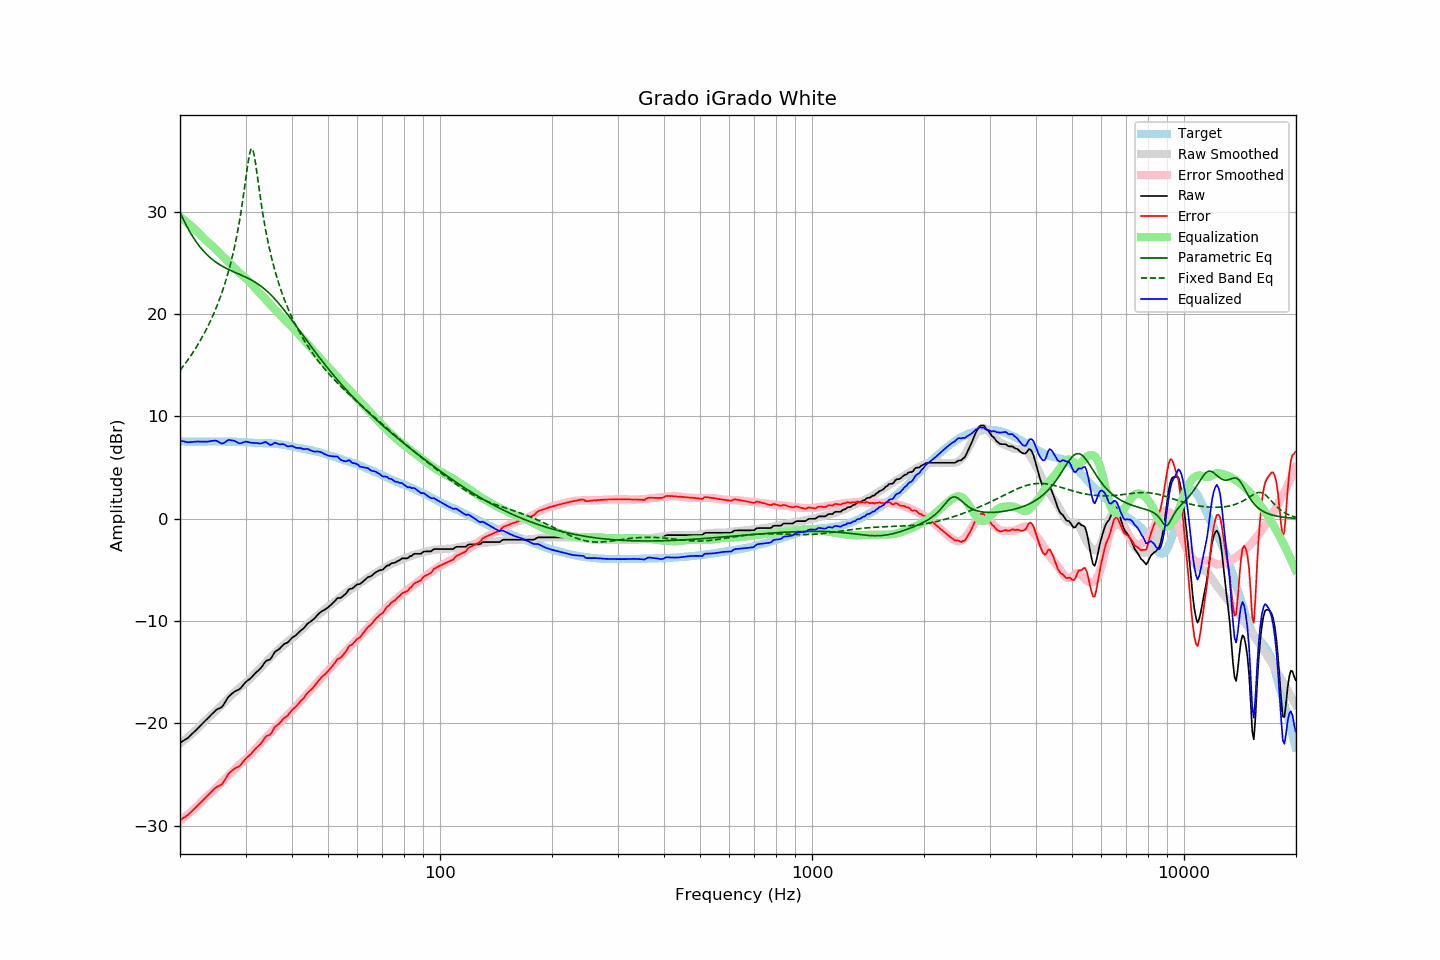 Grado iGrado White
Target
Raw Smoothed
Error Smoothed
Raw
Error
Equalization
Parametric Eq
Fixed Band Eq
Equalized
Amplitude (dBr)
30
20
10
0
−10
−20
−30
100
1000
10000
Frequency (Hz)